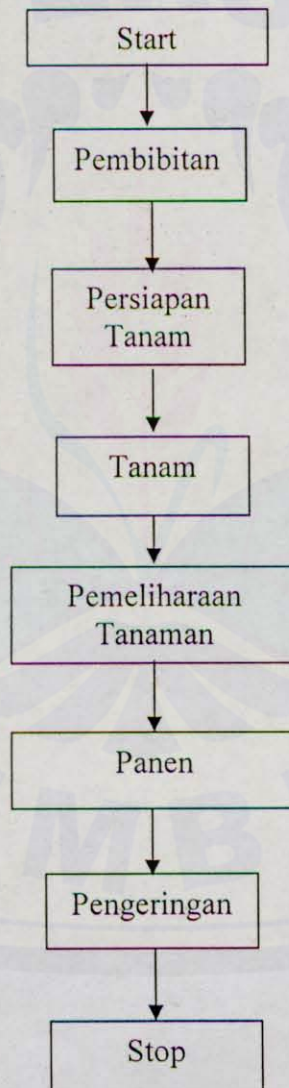 Start
Pembibitan
Persiapan
Tanam
Tanam
Pemeliharaan
Tanaman
Panen
Pengeringan
Stop